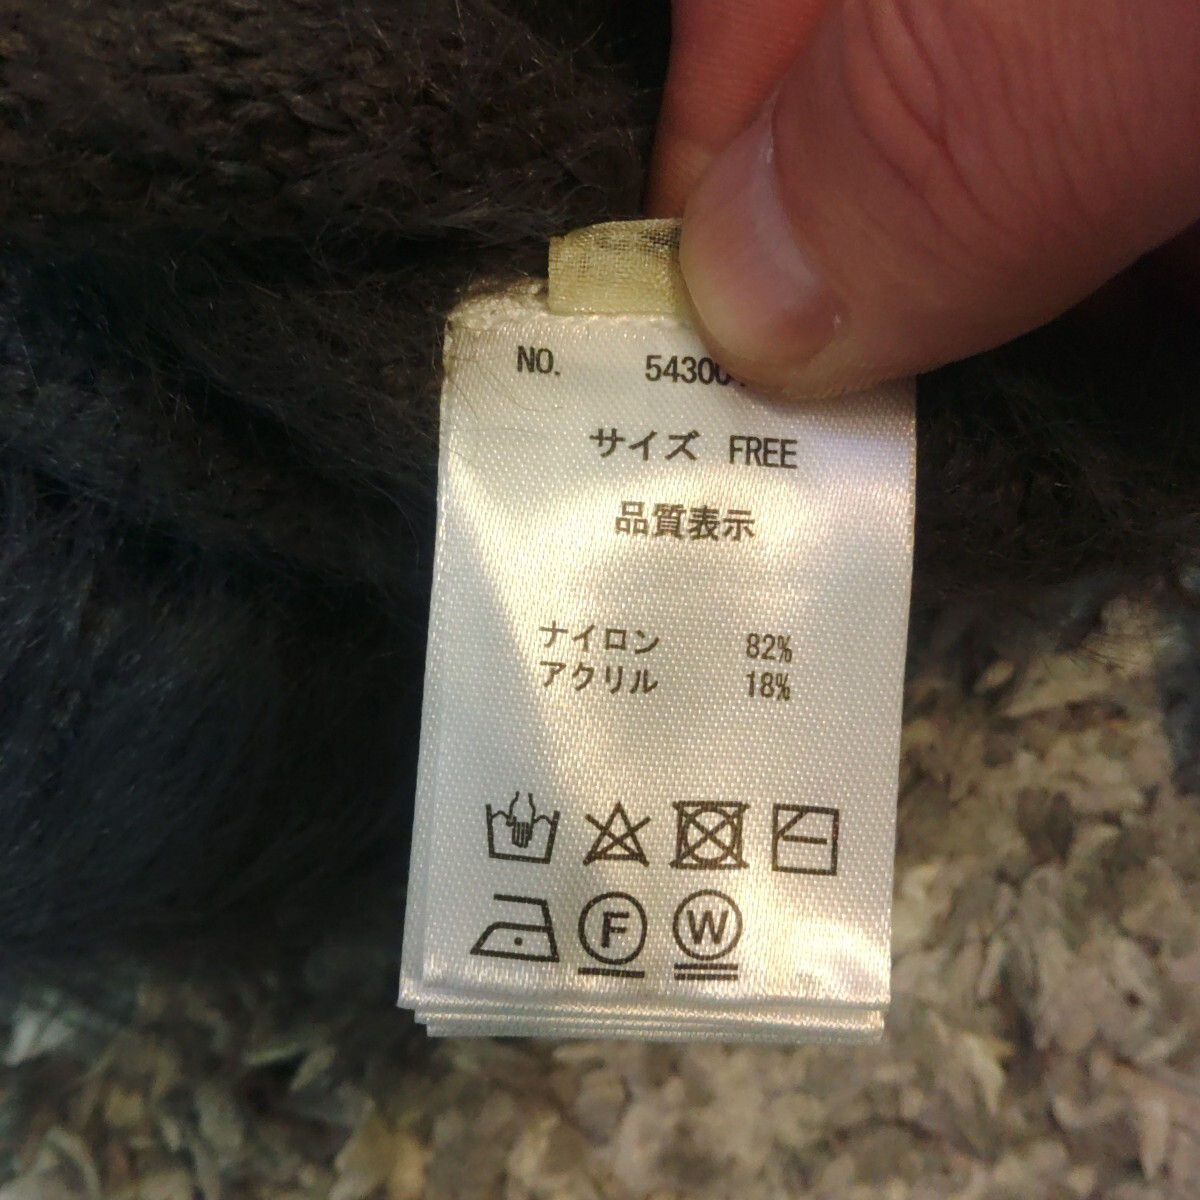 NO. 54300
サイズ FREE
品質表示
ナイロン 82%
アクリル 18%
F W